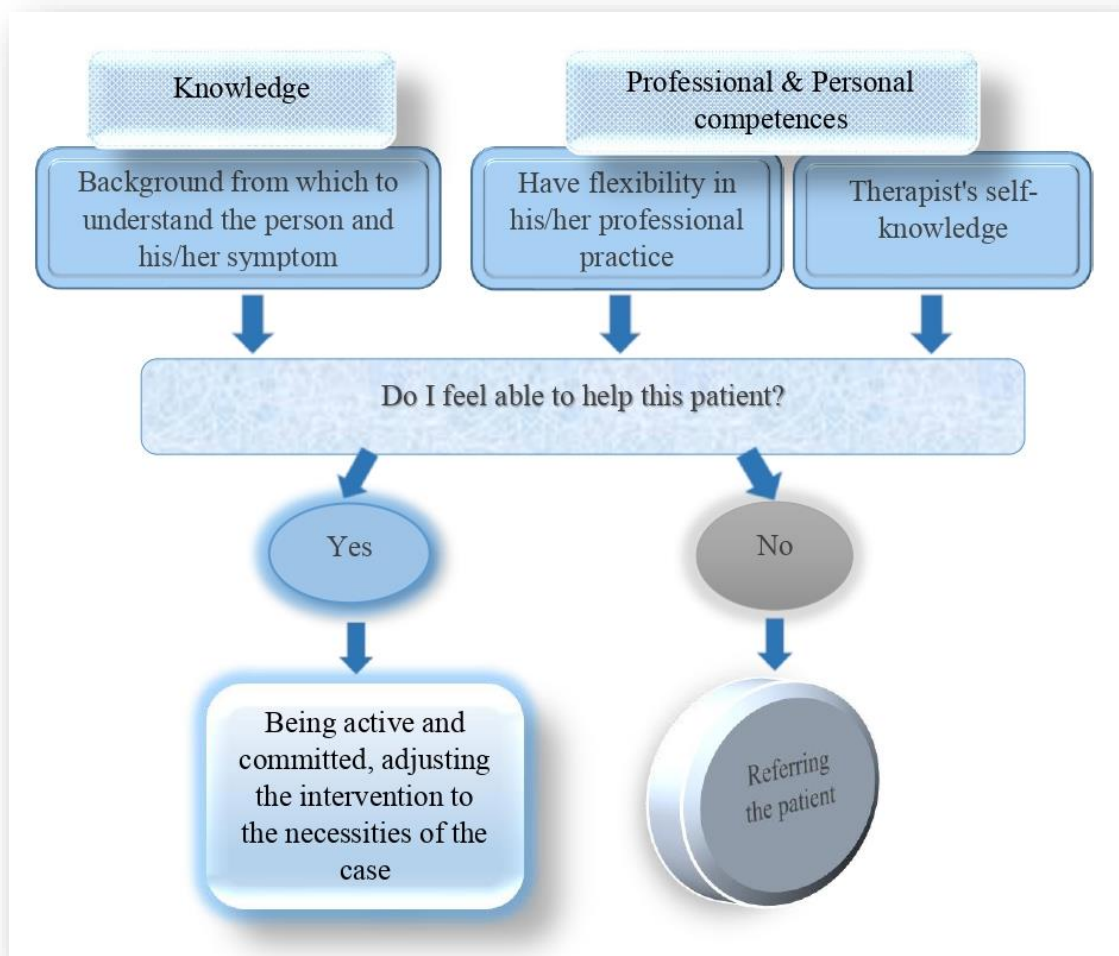 Knowledge
Professional & Personal
competences
Background from which to
understand the person and
his/her symptom
Have flexibility in
his/her professional
practice
Therapist's self-
knowledge
Do I feel able to help this patient?
Yes
No
Being active and
committed, adjusting
the intervention to
the necessities of the
case
Referring
the patient